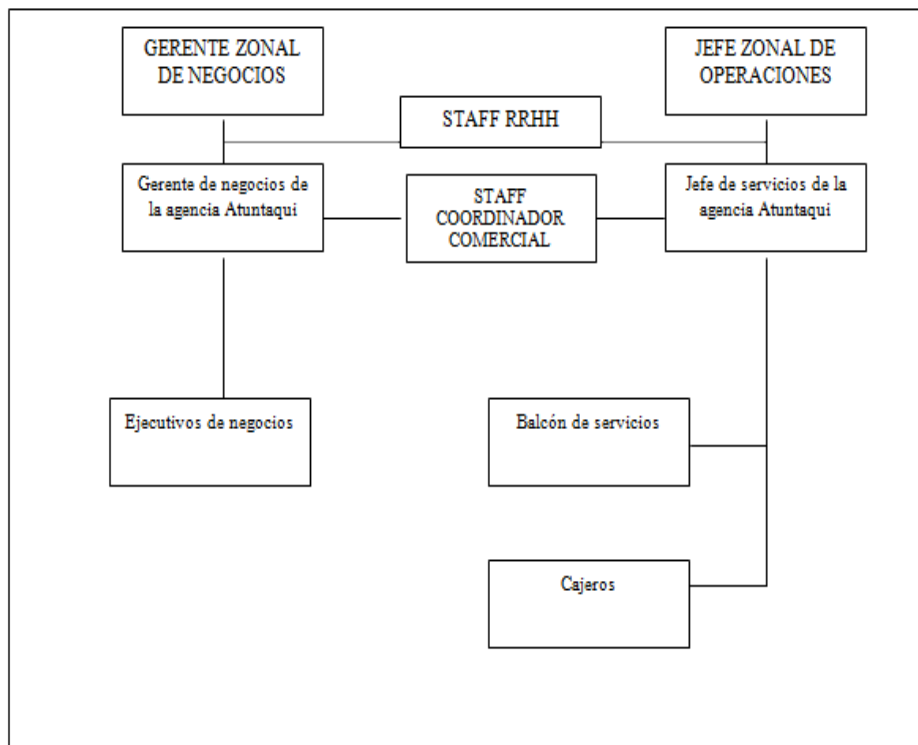 GERENTE ZONAL
DE NEGOCIOS
JEFE ZONAL DE
OPERACIONES
STAFF RRHH
Gerente de negocios de
la agencia Atuntaqui
STAFF
COORDINADOR
COMERCIAL
Jefe de servicios de la
agencia Atuntaqui
Ejecutivos de negocios
Balcón de servicios
Cajeros